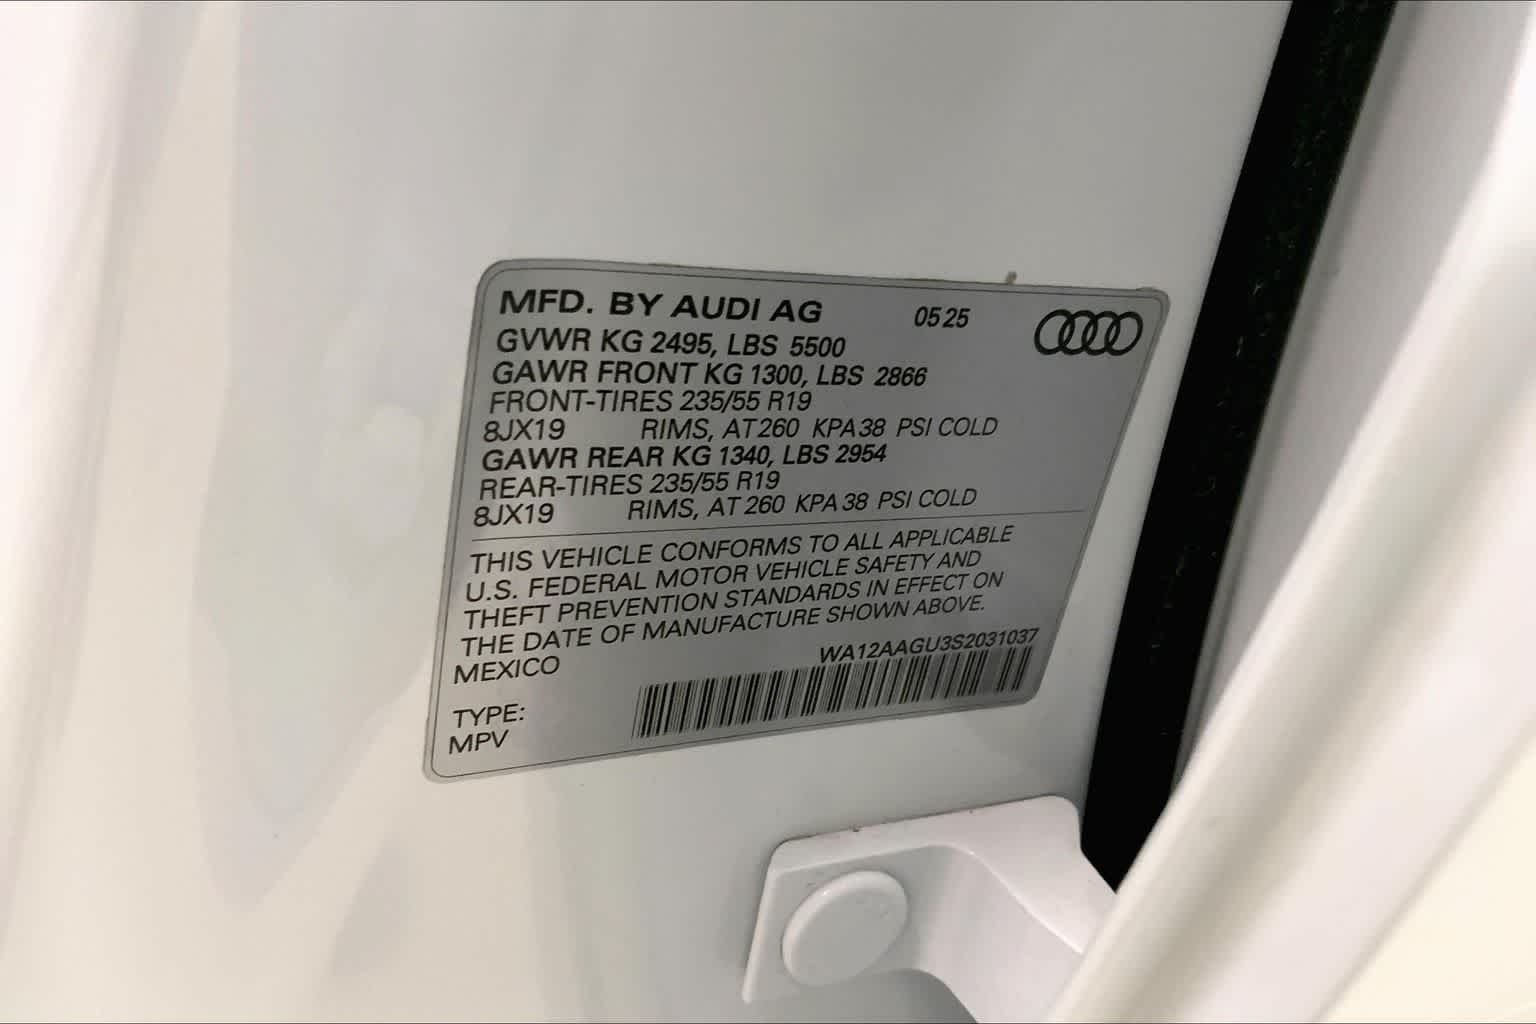 MFD. BY AUDI AG 0525
GVWR KG 2495, LBS 5500
GAWR FRONT KG 1300, LBS 2866
FRONT-TIRES 235/55 R19
8JX19 RIMS, AT 260 KPA 38 PSI COLD
GAWR REAR KG 1340, LBS 2954
REAR-TIRES 235/55 R19
8JX19 RIMS, AT 260 KPA 38 PSI COLD
THIS VEHICLE CONFORMS TO ALL APPLICABLE
U.S. FEDERAL MOTOR VEHICLE SAFETY AND
THEFT PREVENTION STANDARDS IN EFFECT ON
THE DATE OF MANUFACTURE SHOWN ABOVE.
MEXICO WA12AAGU3S2031037
TYPE:
MPV